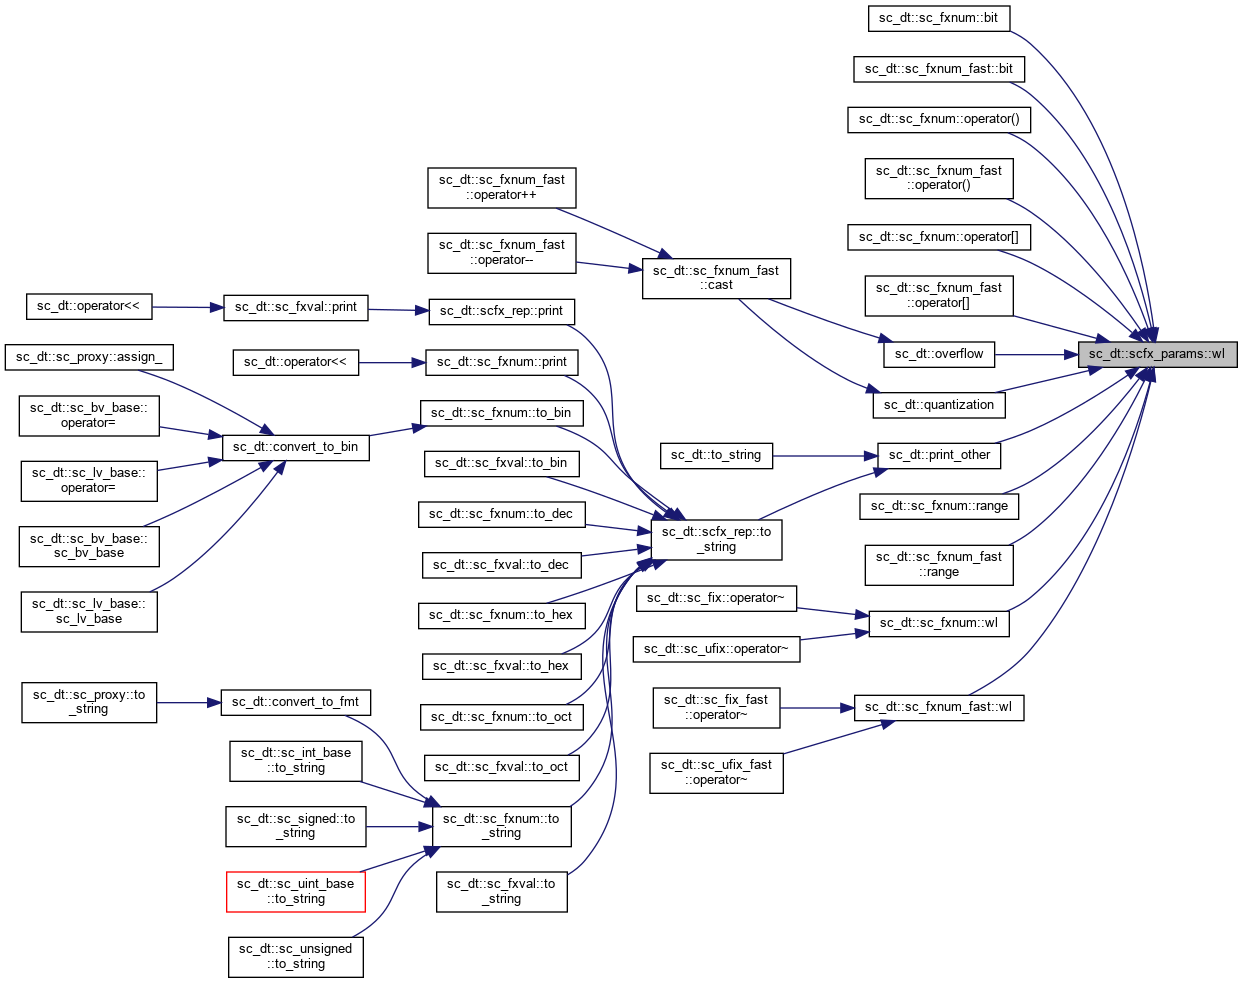 sc_dt::sc_fxnum::bit
sc_dt::sc_fxnum_fast::bit
sc_dt::sc_fxnum::operator()
sc_dt::sc_fxnum_fast
::operator()
sc_dt::sc_fxnum::operator[]
sc_dt::sc_fxnum_fast
::operator[]
sc_dt::overflow
sc_dt::quantization
sc_dt::print_other
sc_dt::sc_fxnum::range
sc_dt::sc_fxnum_fast
::range
sc_dt::sc_fxnum::wl
sc_dt::sc_fxnum_fast::wl
sc_dt::scfx_params::wl
sc_dt::sc_fxnum_fast
::cast
sc_dt::to_string
sc_dt::scfx_rep::to
_string
sc_dt::sc_fix::operator~
sc_dt::sc_ufix::operator~
sc_dt::sc_fix_fast
::operator~
sc_dt::sc_ufix_fast
::operator~
sc_dt::sc_fxnum_fast
::operator++
sc_dt::sc_fxnum_fast
::operator--
sc_dt::scfx_rep::print
sc_dt::sc_fxnum::print
sc_dt::sc_fxnum::to_bin
sc_dt::sc_fxval::to_bin
sc_dt::sc_fxnum::to_dec
sc_dt::sc_fxval::to_dec
sc_dt::sc_fxnum::to_hex
sc_dt::sc_fxval::to_hex
sc_dt::sc_fxnum::to_oct
sc_dt::sc_fxval::to_oct
sc_dt::sc_fxnum::to
_string
sc_dt::sc_fxval::to
_string
sc_dt::sc_fxval::print
sc_dt::operator<<
sc_dt::convert_to_bin
sc_dt::convert_to_fmt
sc_dt::sc_int_base
::to_string
sc_dt::sc_signed::to
_string
sc_dt::sc_uint_base
::to_string
sc_dt::sc_unsigned
::to_string
sc_dt::operator<<
sc_dt::sc_proxy::assign_
sc_dt::sc_bv_base::
operator=
sc_dt::sc_lv_base::
operator=
sc_dt::sc_bv_base::
sc_bv_base
sc_dt::sc_lv_base::
sc_lv_base
sc_dt::sc_proxy::to
_string